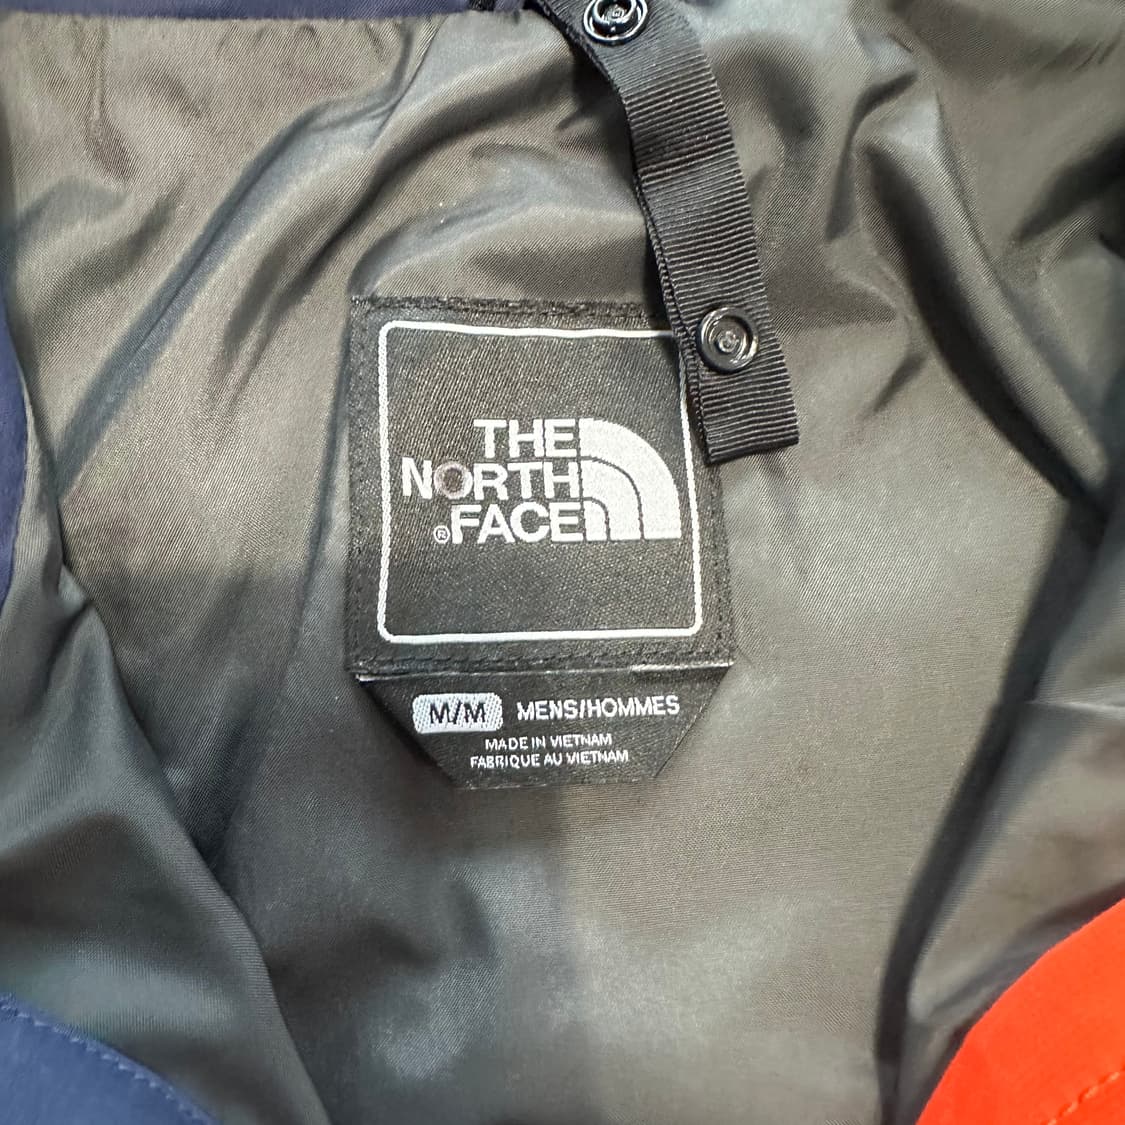 THE
NORTH
®FACE
M/M MENS/HOMMES
MADE IN VIETNAM
FABRIQUE AU VIETNAM